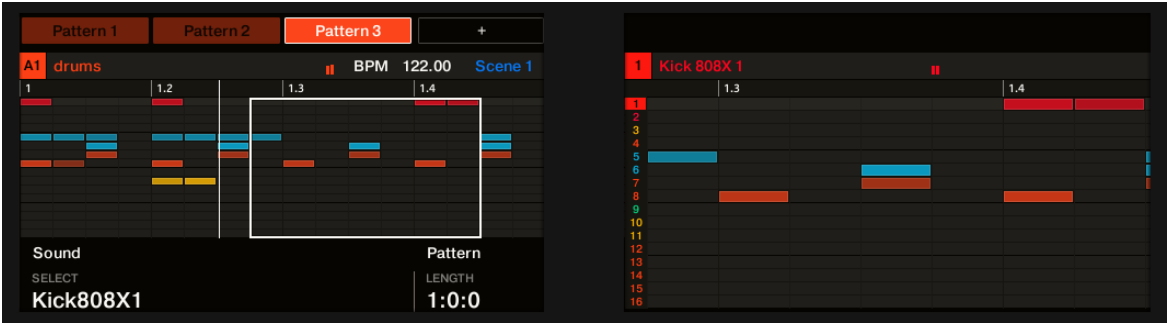 Pattern 1 Pattern 2 Pattern 3 +
A1 drums BPM 122.00 Scene 1
1 1.2 1.3 1.4
Sound Pattern
SELECT LENGTH
Kick808X1 1:0:0
1 Kick 808X 1
1.3 1.4
1
2
3
4
5
6
7
8
9
10
11
12
13
14
15
16